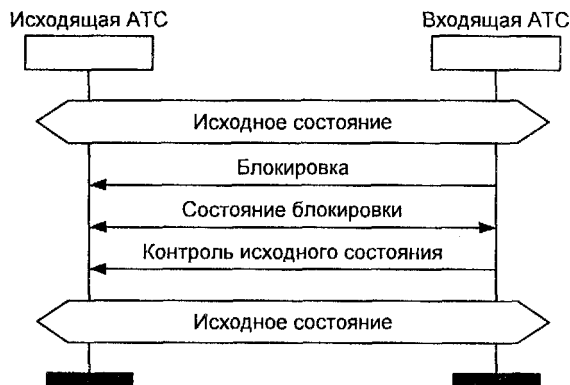 Исходящая АТС
Входящая АТС
Исходное состояние
Блокировка
Состояние блокировки
Контроль исходного состояния
Исходное состояние